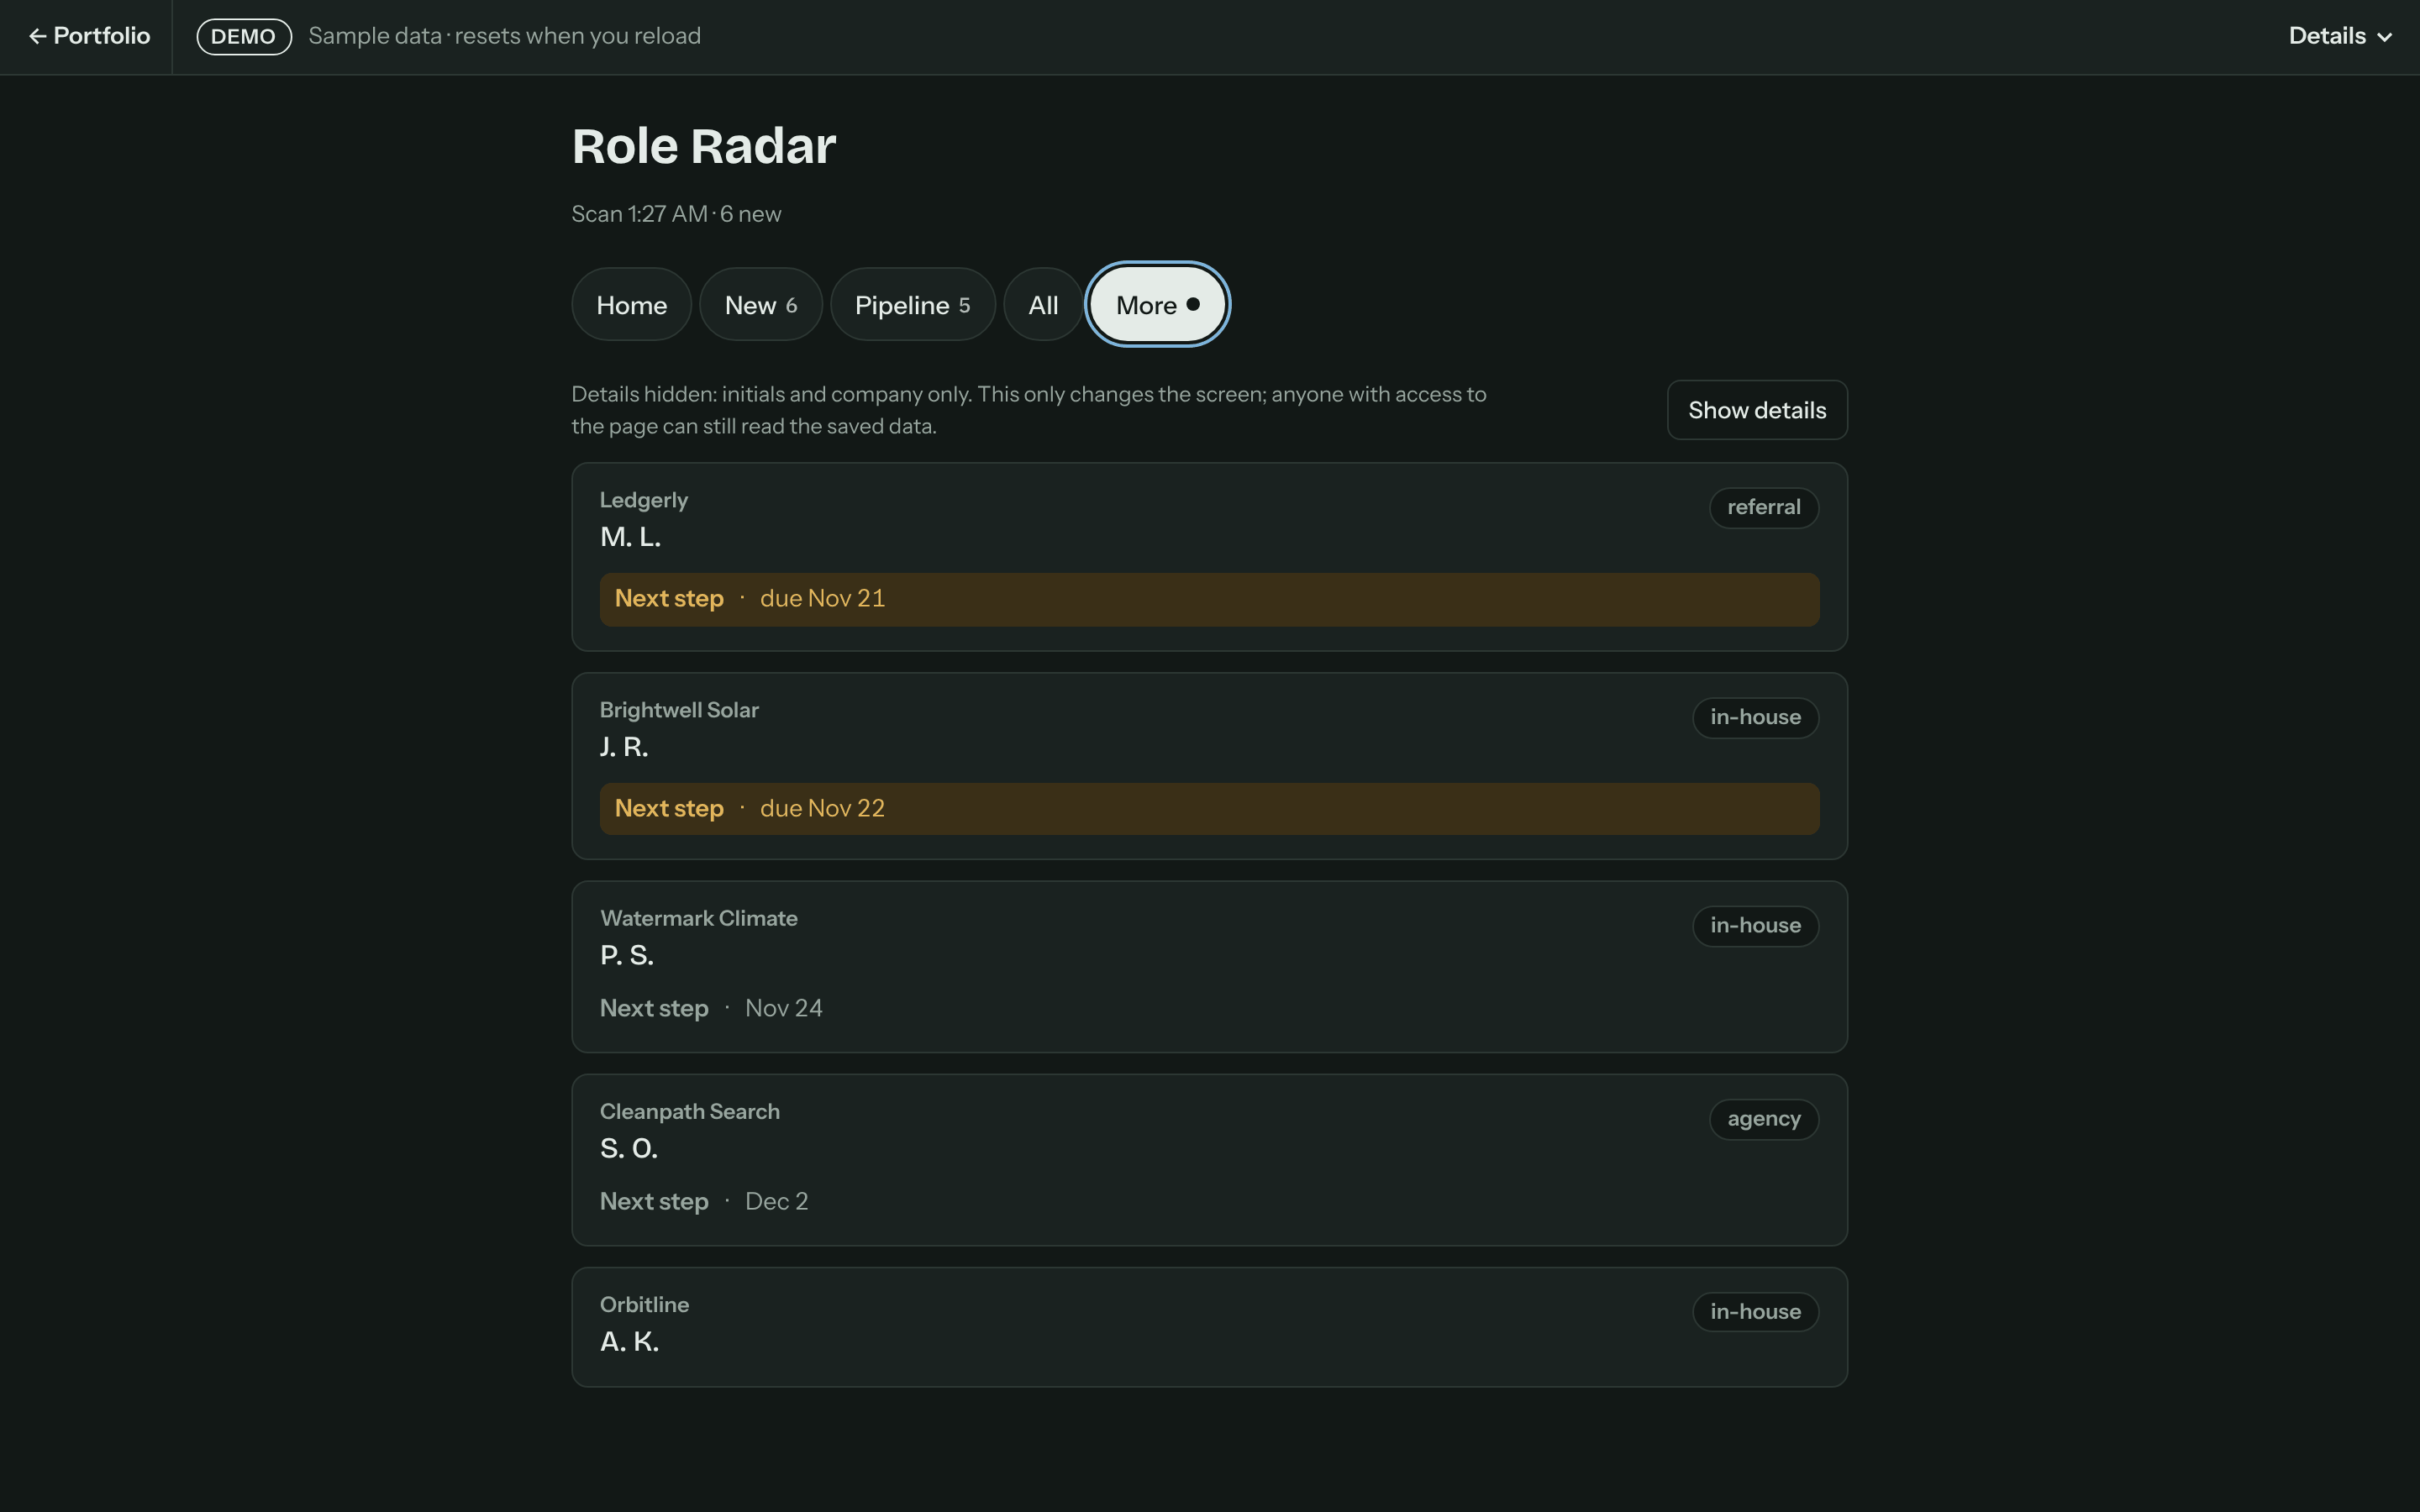 ← Portfolio
DEMO
Sample data · resets when you reload
Details
Role Radar
Scan 1:27 AM · 6 new
Home
New 6
Pipeline 5
All
More
Details hidden: initials and company only. This only changes the screen; anyone with access to
the page can still read the saved data.
Show details
Ledgerly
referral
M. L.
Next step · due Nov 21
Brightwell Solar
in-house
J. R.
Next step · due Nov 22
Watermark Climate
in-house
P. S.
Next step · Nov 24
Cleanpath Search
agency
S. O.
Next step · Dec 2
Orbitline
in-house
A. K.